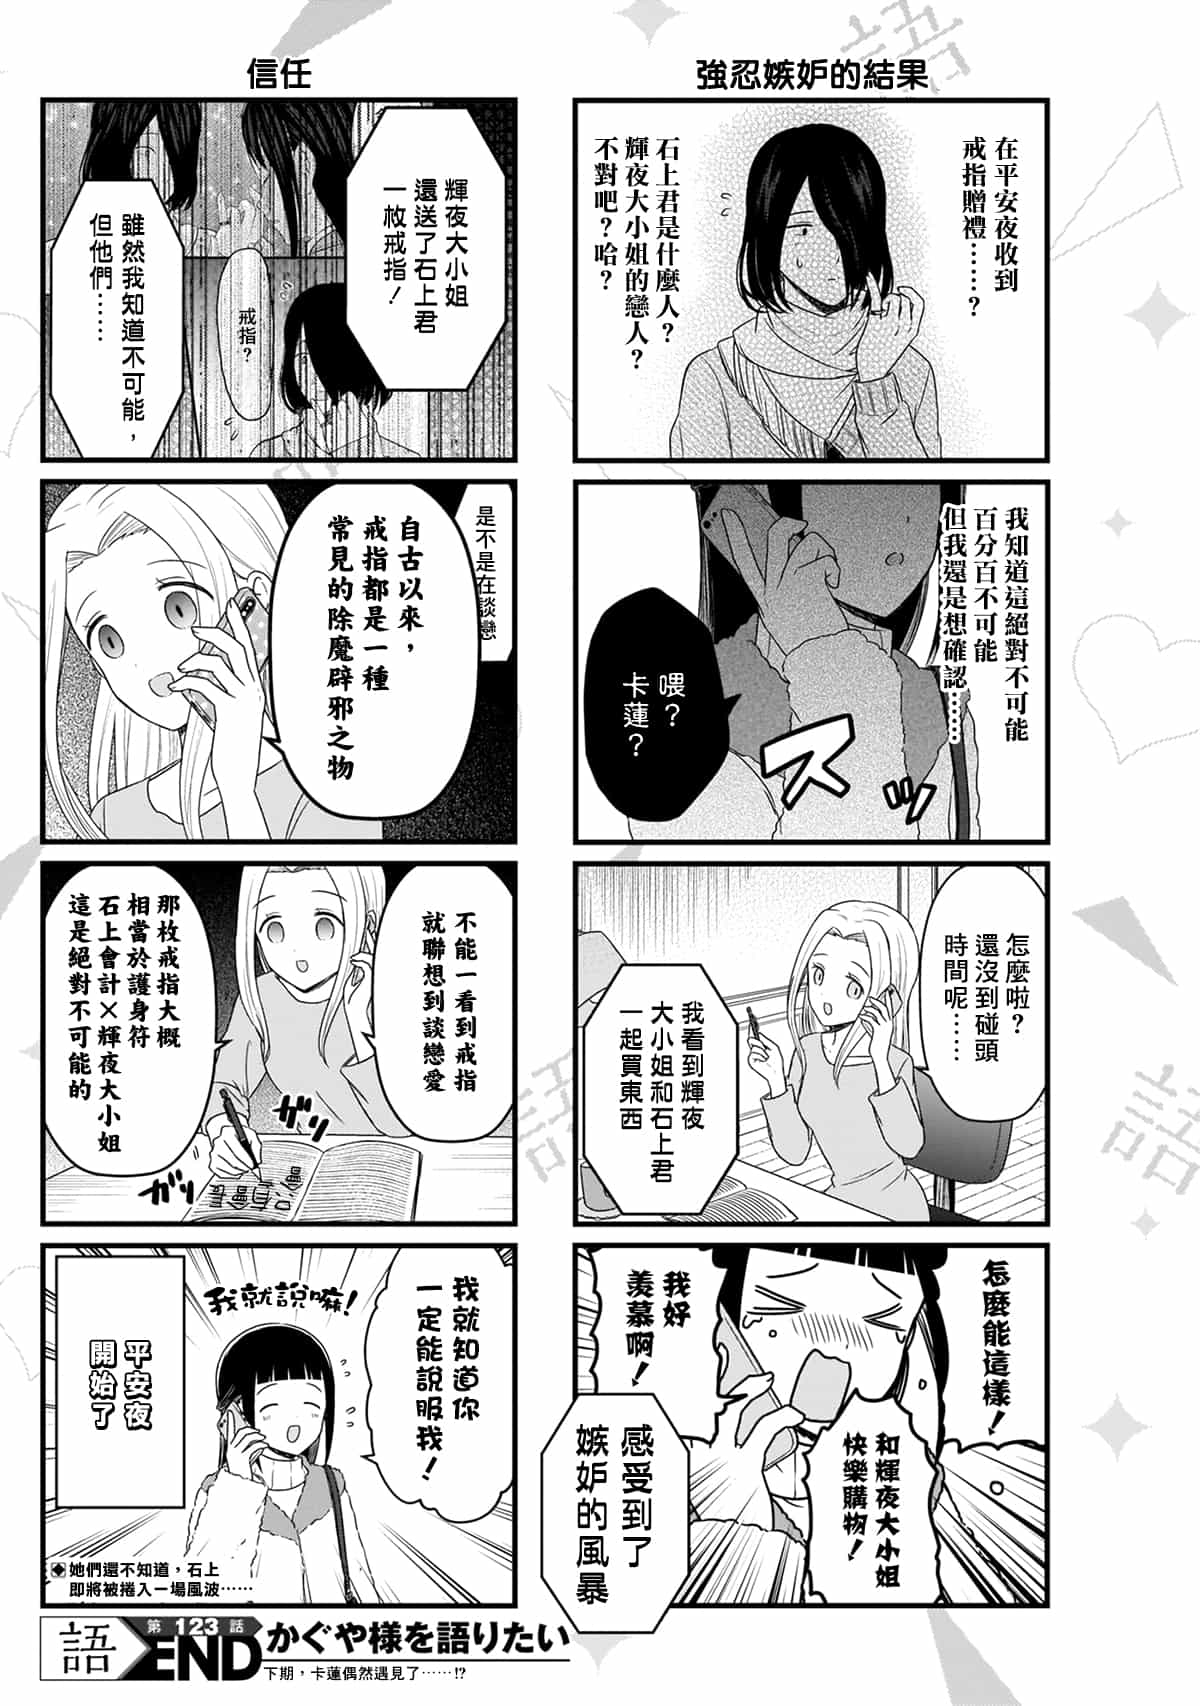 強忍嫉妒的結果
在平安夜收到
戒指贈禮……？
石上君是什麼人？
輝夜大小姐的戀人？
不對吧？哈？
我知道這絕對不可能
百分百不可能
但我還是想確認……
喂？
卡蓮？
スッ
怎麼啦？
還沒到碰頭
時間呢……
我看到輝夜
大小姐和石上君
一起買東西
怎麼能這樣！
和輝夜大小姐
快樂購物！
我好
羨慕啊！
感受到了
嫉妒的風暴
信任
輝夜大小姐
還送了石上君
一枚戒指！
戒指？
雖然我知道不可能，
但他們……
是不是在談戀
自古以來，
戒指都是一種
常見的除魔辟邪之物
不能一看到戒指
就聯想到談戀愛
那枚戒指大概
相當於護身符
石上會計×輝夜大小姐
這是絕對不可能的
ガリ
ガリ
我就知道你
一定能說服我！
我就說嘛！
平安夜
開始了
她們還不知道，石上
即將被捲入一場風波……
語
第123話
END
かぐや様を語りたい
下期，卡蓮偶然遇見了……!?
語
語
語